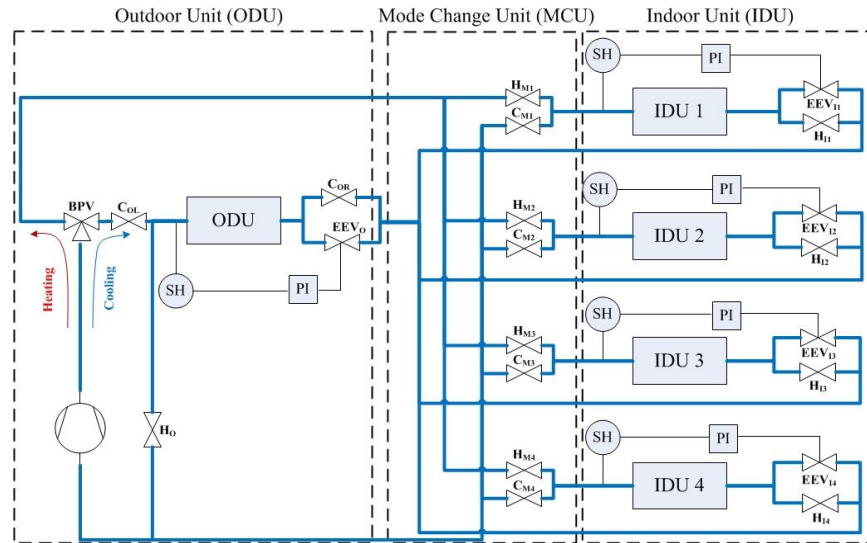 Outdoor Unit (ODU)
Mode Change Unit (MCU)
Indoor Unit (IDU)
SH
PI
HM1
CM1
IDU 1
EEVI1
HI1
BPV
COL
ODU
COR
EEVO
SH
PI
Heating
Cooling
HO
SH
PI
HM2
CM2
IDU 2
EEVI2
HI2
SH
PI
HM3
CM3
IDU 3
EEVI3
HI3
SH
PI
HM4
CM4
IDU 4
EEVI4
HI4